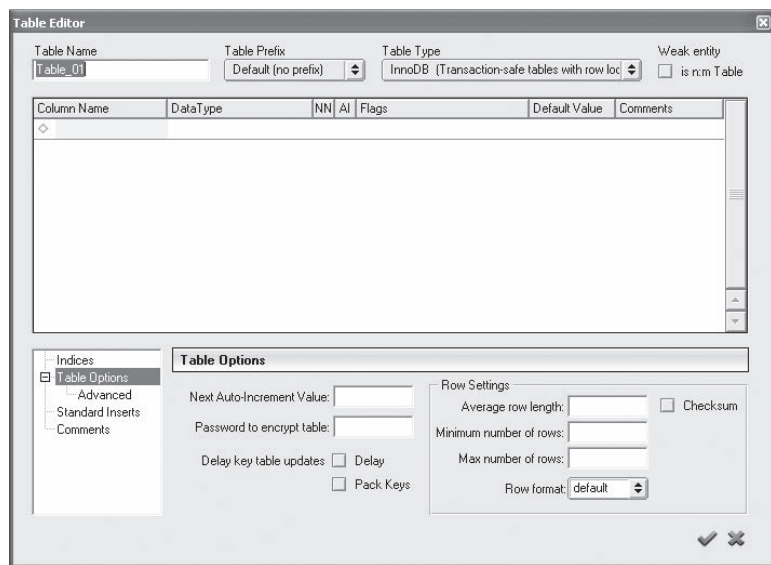 Table Editor
Table Name
Table Prefix
Table Type
Weak entity
Table_01
Default (no prefix)
InnoDB (Transaction-safe tables with row loc
is n:m Table
Column Name
DataType
NN
AI
Flags
Default Value
Comments
Indices
Table Options
Advanced
Standard Inserts
Comments
Table Options
Next Auto-Increment Value:
Password to encrypt table:
Delay key table updates
Delay
Pack Keys
Row Settings
Average row length:
Checksum
Minimum number of rows:
Max number of rows:
Row format:
default